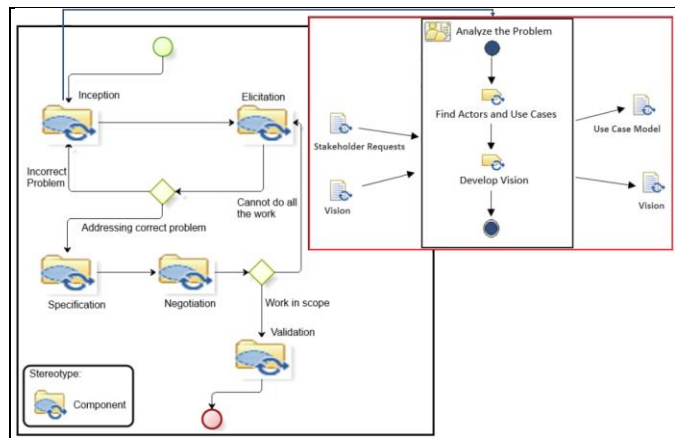 Analyze the Problem
Inception
Elicitation
Find Actors and Use Cases
Stakeholder Requests
Use Case Model
Incorrect
Problem
Cannot do all
the work
Develop Vision
Vision
Vision
Addressing correct problem
Specification
Negotiation
Work in scope
Validation
Stereotype:
Component